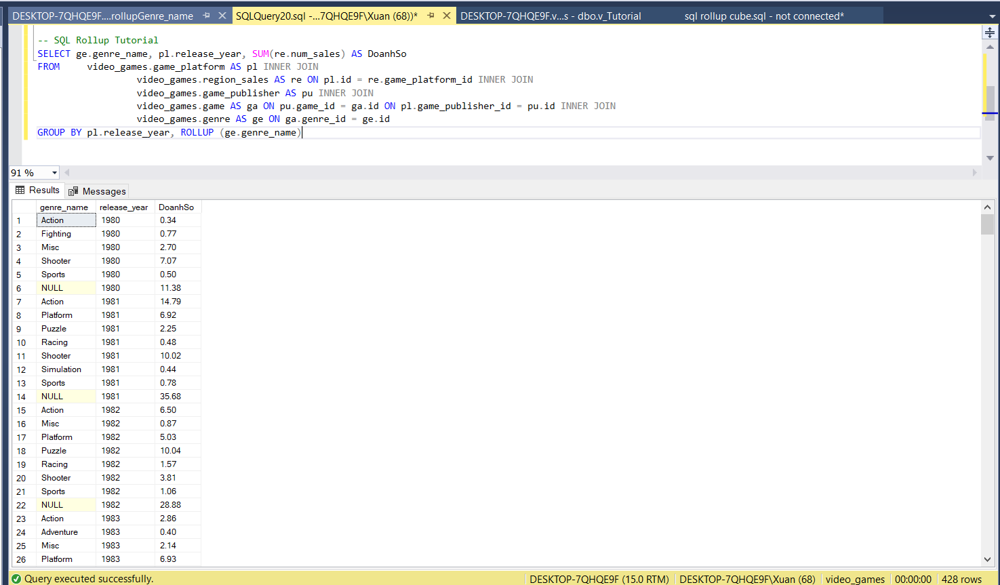 DESKTOP-7QHQE9F....rollupGenre_name SQLQuery20.sql -...7QHQE9F\Xuan (68))* DESKTOP-7QHQE9F.v...s - dbo.v_Tutorial sql rollup cube.sql - not connected*
-- SQL Rollup Tutorial
SELECT ge.genre_name, pl.release_year, SUM(re.num_sales) AS DoanhSo
FROM video_games.game_platform AS pl INNER JOIN
video_games.region_sales AS re ON pl.id = re.game_platform_id INNER JOIN
video_games.game_publisher AS pu INNER JOIN
video_games.game AS ga ON pu.game_id = ga.id ON pl.game_publisher_id = pu.id INNER JOIN
video_games.genre AS ge ON ga.genre_id = ge.id
GROUP BY pl.release_year, ROLLUP (ge.genre_name)
91 %
Results Messages
genre_name release_year DoanhSo
1 Action 1980 0.34
2 Fighting 1980 0.77
3 Misc 1980 2.70
4 Shooter 1980 7.07
5 Sports 1980 0.50
6 NULL 1980 11.38
7 Action 1981 14.79
8 Platform 1981 6.92
9 Puzzle 1981 2.25
10 Racing 1981 0.48
11 Shooter 1981 10.02
12 Simulation 1981 0.44
13 Sports 1981 0.78
14 NULL 1981 35.68
15 Action 1982 6.50
16 Misc 1982 0.87
17 Platform 1982 5.03
18 Puzzle 1982 10.04
19 Racing 1982 1.57
20 Shooter 1982 3.81
21 Sports 1982 1.06
22 NULL 1982 28.88
23 Action 1983 2.86
24 Adventure 1983 0.40
25 Misc 1983 2.14
26 Platform 1983 6.93
Query executed successfully. DESKTOP-7QHQE9F (15.0 RTM) DESKTOP-7QHQE9F\Xuan (68) video_games 00:00:00 428 rows